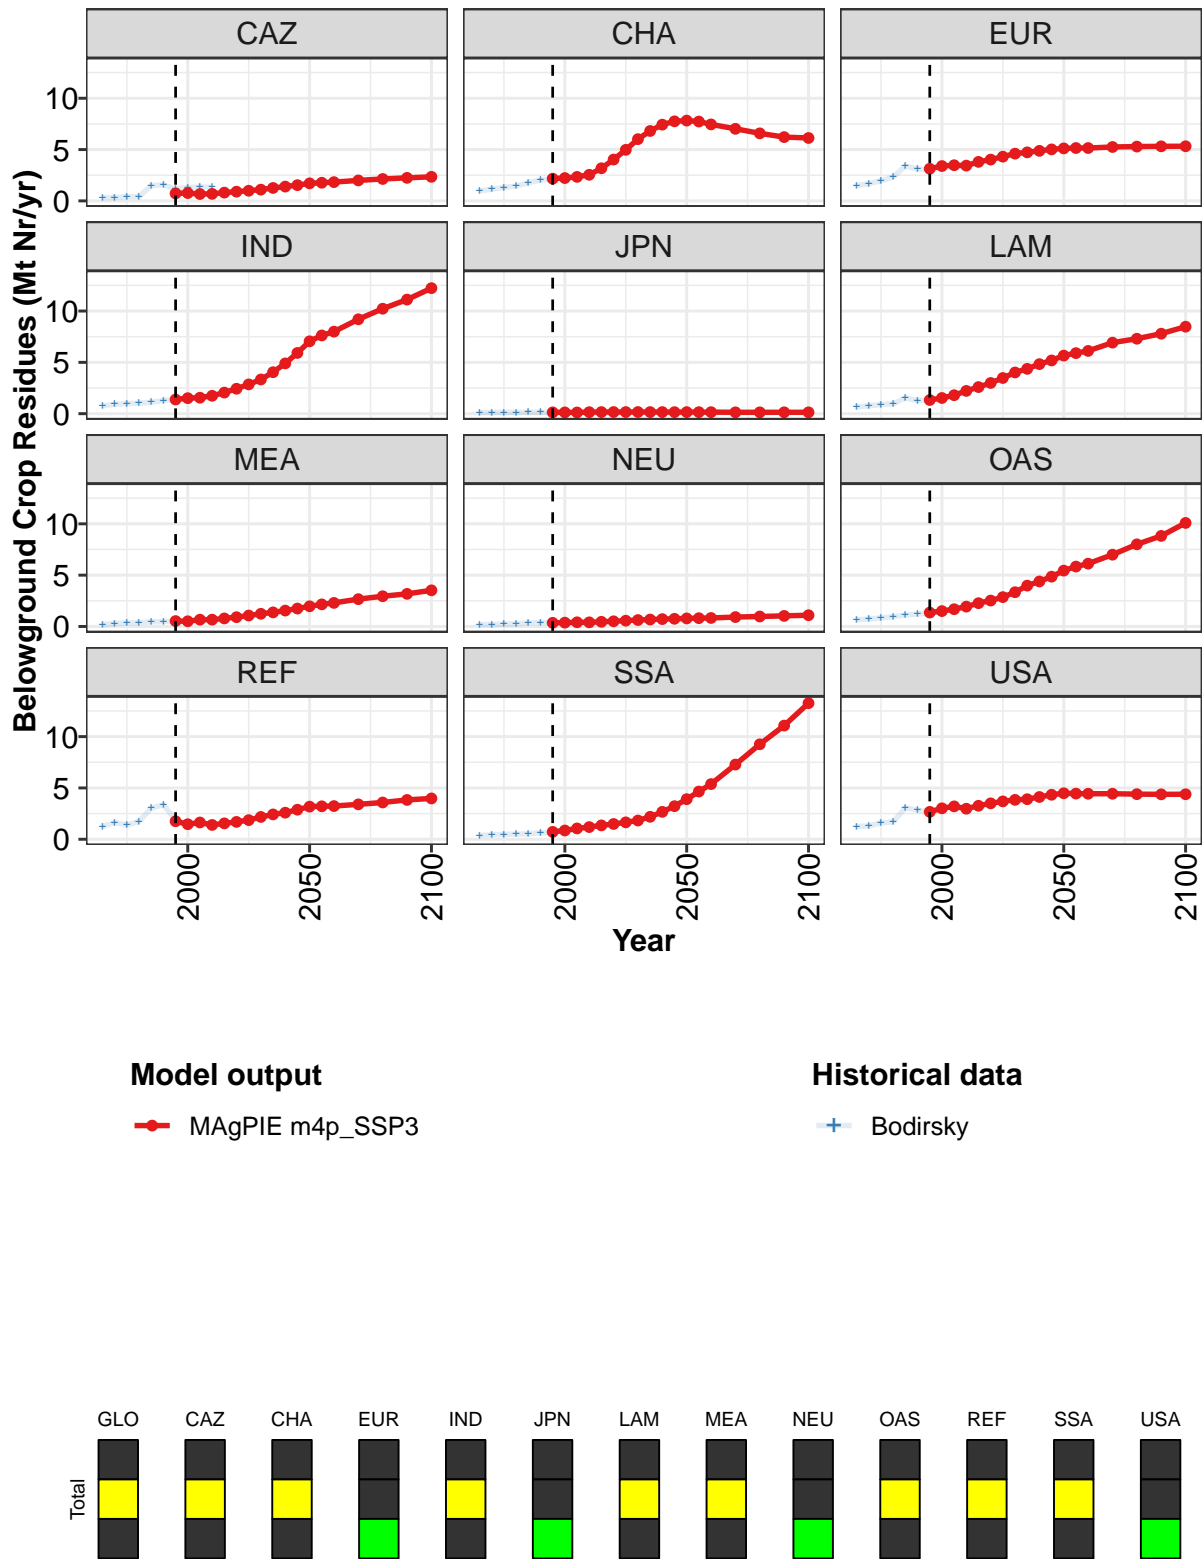 CAZ CHA EUR
10
5
0
IND JPN LAM
10
5
0
MEA NEU OAS
10
5
0
REF SSA USA
10
5
0
2000 2050 2100 2000 2050 2100 2000 2050 2100
Belowground Crop Residues (Mt Nr/yr)
Year
Model output
MAgPIE m4p_SSP3
Historical data
Bodirsky
GLO CAZ CHA EUR IND JPN LAM MEA NEU OAS REF SSA USA
Total